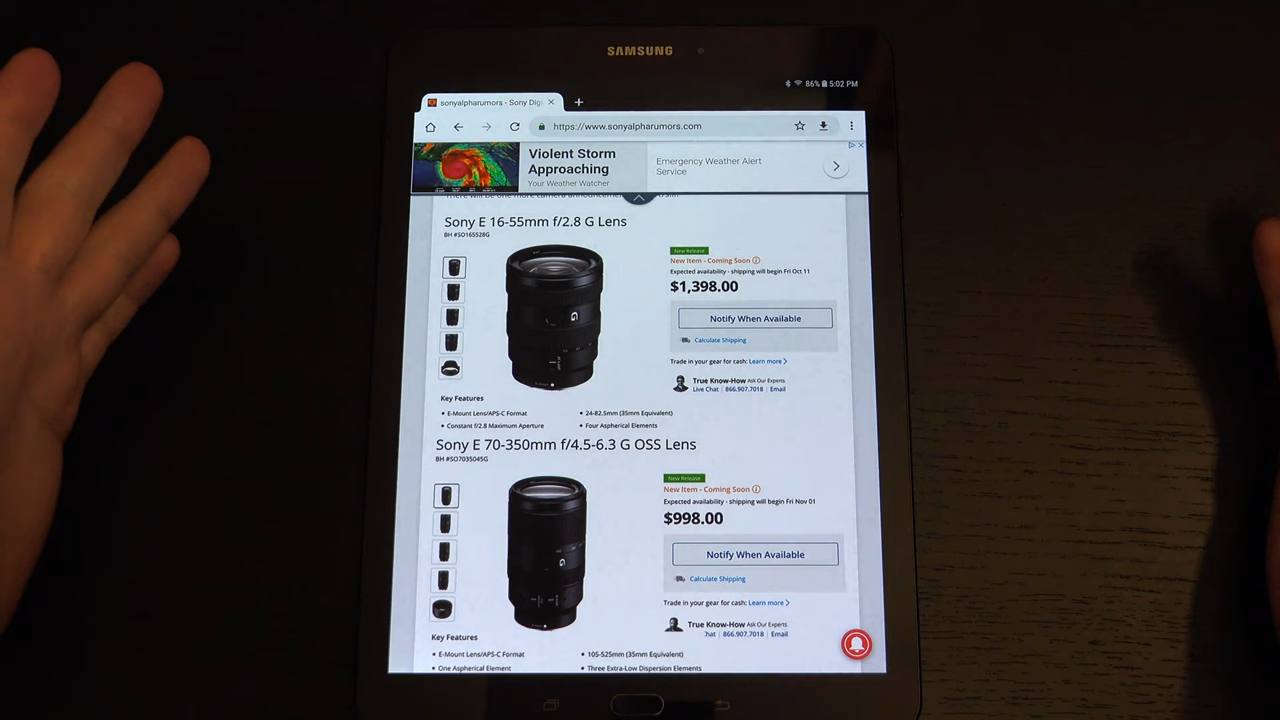 SAMSUNG
86% 5:02 PM
sonyalpharumors - Sony Dig
https://www.sonyalpharumors.com
Violent Storm
Approaching
Your Weather Watcher
Emergency Weather Alert
Service
Sony E 16-55mm f/2.8 G Lens
BH #SO165528G
New Release
New Item - Coming Soon
Expected availability - shipping will begin Fri Oct 11
$1,398.00
Notify When Available
Calculate Shipping
Trade in your gear for cash: Learn more
True Know-How Ask Our Experts
Live Chat | 866.907.7018 | Email
Key Features
• E-Mount Lens/APS-C Format
• 24-82.5mm (35mm Equivalent)
• Constant f/2.8 Maximum Aperture
• Four Aspherical Elements
Sony E 70-350mm f/4.5-6.3 G OSS Lens
BH #SO7035045G
New Release
New Item - Coming Soon
Expected availability - shipping will begin Fri Nov 01
$998.00
Notify When Available
Calculate Shipping
Trade in your gear for cash: Learn more
True Know-How Ask Our Experts
Chat | 866.907.7018 | Email
Key Features
• E-Mount Lens/APS-C Format
• 105-525mm (35mm Equivalent)
• One Aspherical Element
• Three Extra-Low Dispersion Elements